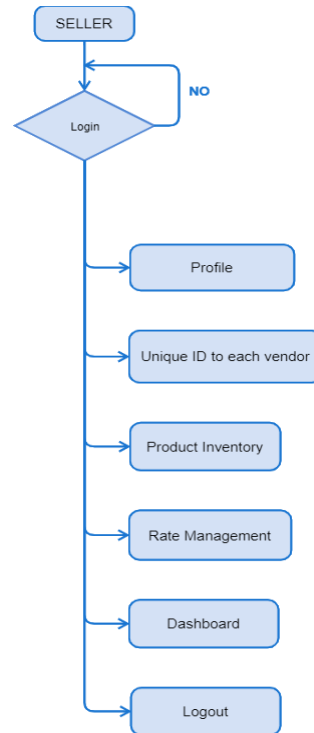 SELLER
NO
Login
Profile
Unique ID to each vendor
Product Inventory
Rate Management
Dashboard
Logout